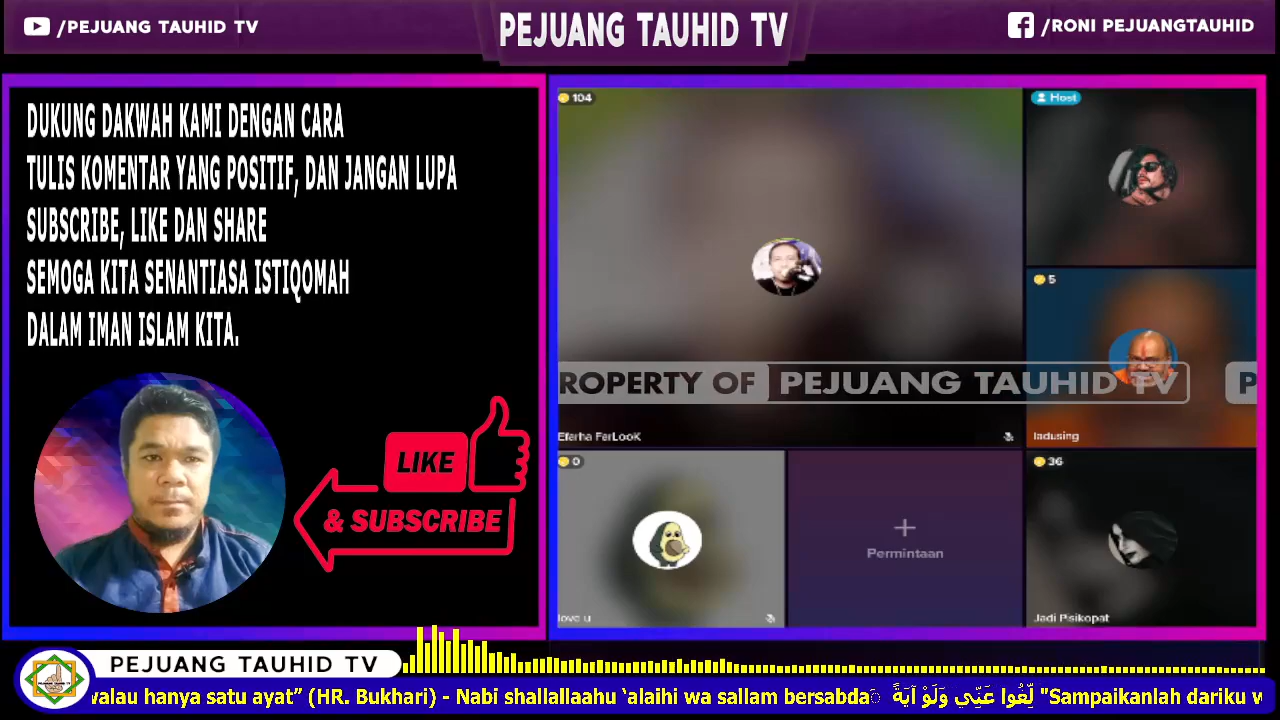 /PEJUANG TAUHID TV
PEJUANG TAUHID TV
/RONI PEJUANGTAUHID
DUKUNG DAKWAH KAMI DENGAN CARA
TULIS KOMENTAR YANG POSITIF, DAN JANGAN LUPA
SUBSCRIBE, LIKE DAN SHARE
SEMOGA KITA SENANTIASA ISTIQOMAH
DALAM IMAN ISLAM KITA.
LIKE
& SUBSCRIBE
104
Host
5
ROPERTY OF PEJUANG TAUHID TV P
Eferha FerLooK
ladusing
0
36
Permintaan
love u
Jadi Psikopat
PEJUANG TAUHID TV
walau hanya satu ayat” (HR. Bukhari) - Nabi shallallaahu ‘alaihi wa sallam bersabda لِّغُوا عَنِّي وَلَوْ آيَةً "Sampaikanlah dariku w